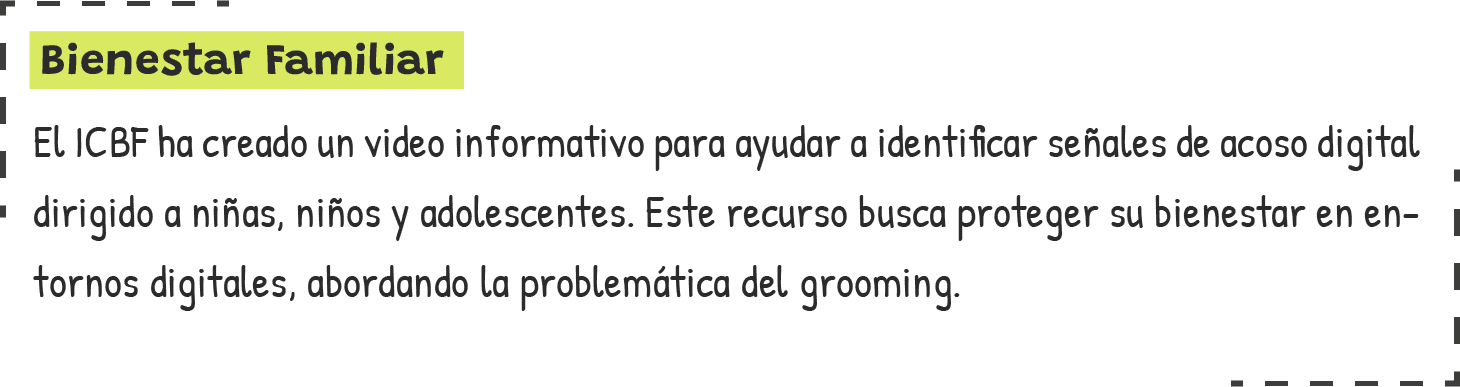 Bienestar Familiar
El ICBF ha creado un video informativo para ayudar a identificar señales de acoso digital
dirigido a niñas, niños y adolescentes. Este recurso busca proteger su bienestar en en-
tornos digitales, abordando la problemática del grooming.